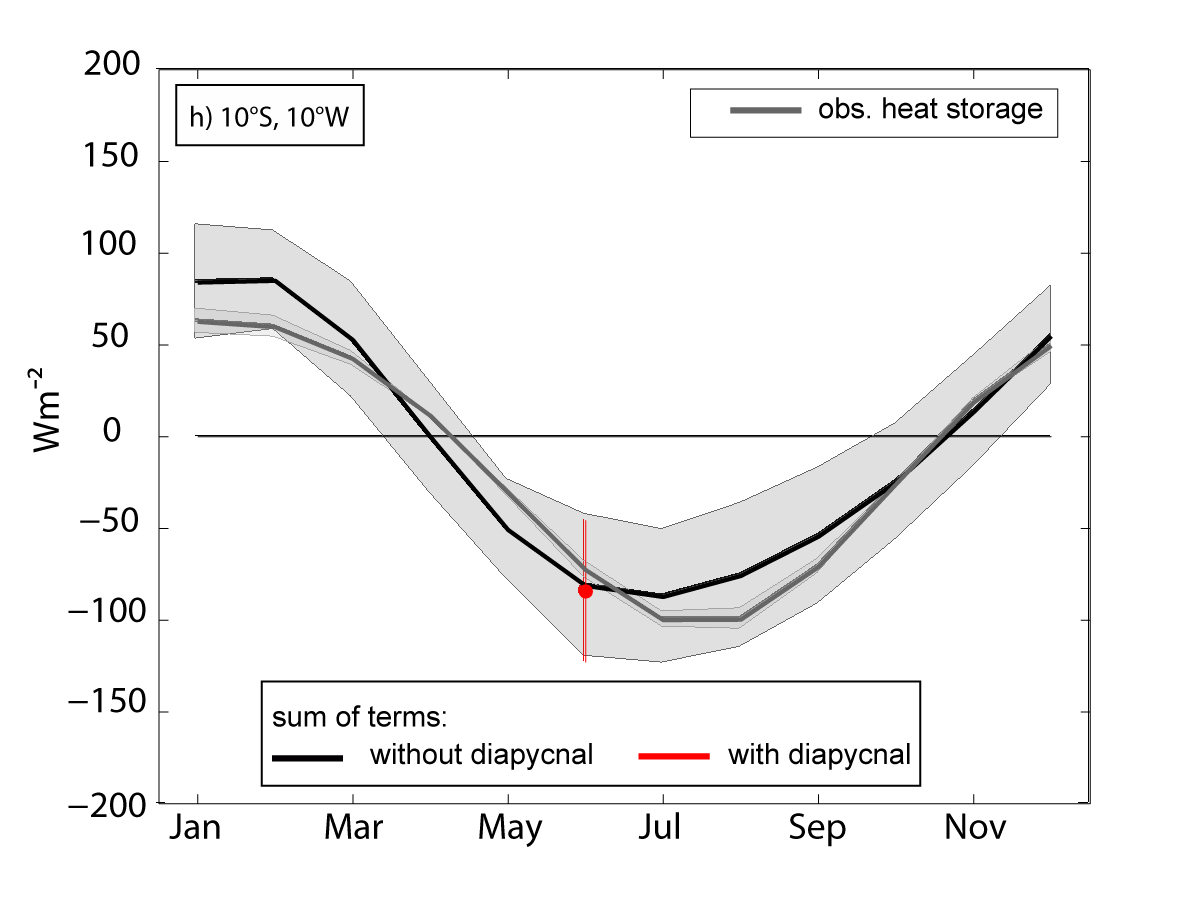 200
h) 10°S, 10°W
obs. heat storage
150
100
50
Wm⁻²
0
−50
−100
−150
sum of terms:
without diapycnal
with diapycnal
−200
Jan
Mar
May
Jul
Sep
Nov